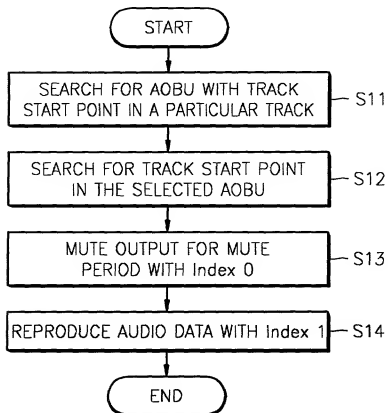 START
SEARCH FOR AOBU WITH TRACK
START POINT IN A PARTICULAR TRACK
S11
SEARCH FOR TRACK START POINT
IN THE SELECTED AOBU
S12
MUTE OUTPUT FOR MUTE
PERIOD WITH Index 0
S13
REPRODUCE AUDIO DATA WITH Index 1
S14
END